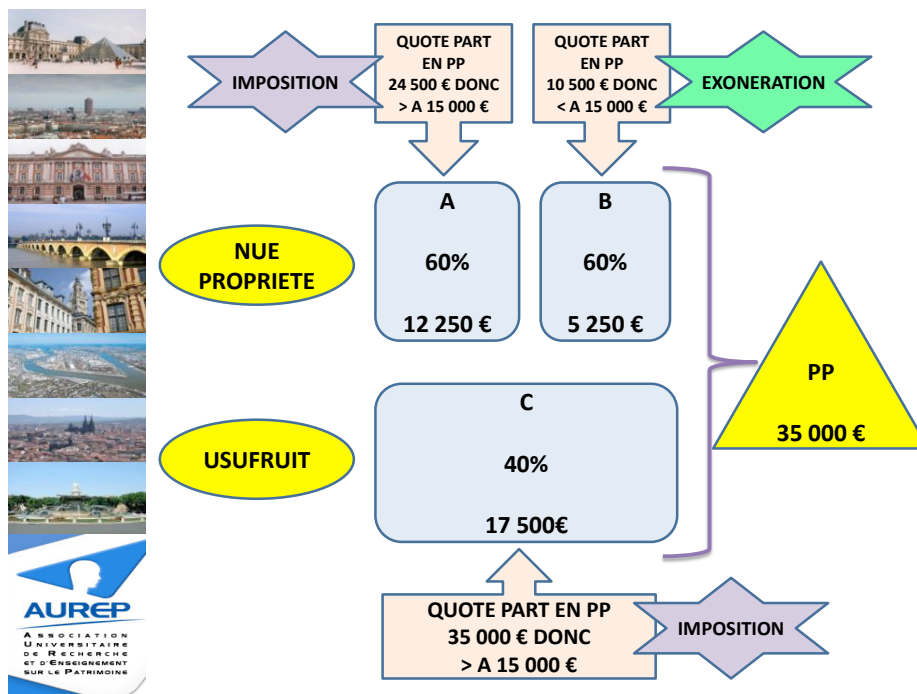 IMPOSITION
QUOTE PART
EN PP
24 500 € DONC
> A 15 000 €
QUOTE PART
EN PP
10 500 € DONC
< A 15 000 €
EXONERATION
NUE
PROPRIETE
A
60%
12 250 €
B
60%
5 250 €
PP
35 000 €
USUFRUIT
C
40%
17 500€
QUOTE PART EN PP
35 000 € DONC
> A 15 000 €
IMPOSITION
AUREP
ASSOCIATION
UNIVERSITAIRE
DE RECHERCHE
ET D'ENSEIGNEMENT
SUR LE PATRIMOINE